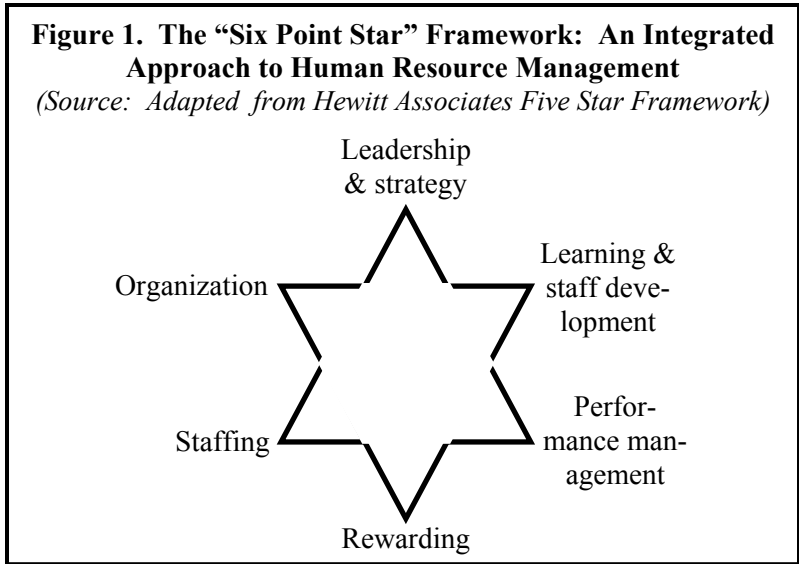 Figure 1.  The “Six Point Star” Framework:  An Integrated
Approach to Human Resource Management
(Source:  Adapted  from Hewitt Associates Five Star Framework)
Leadership
& strategy
Organization
Learning &
staff deve-
lopment
Staffing
Perfor-
mance man-
agement
Rewarding